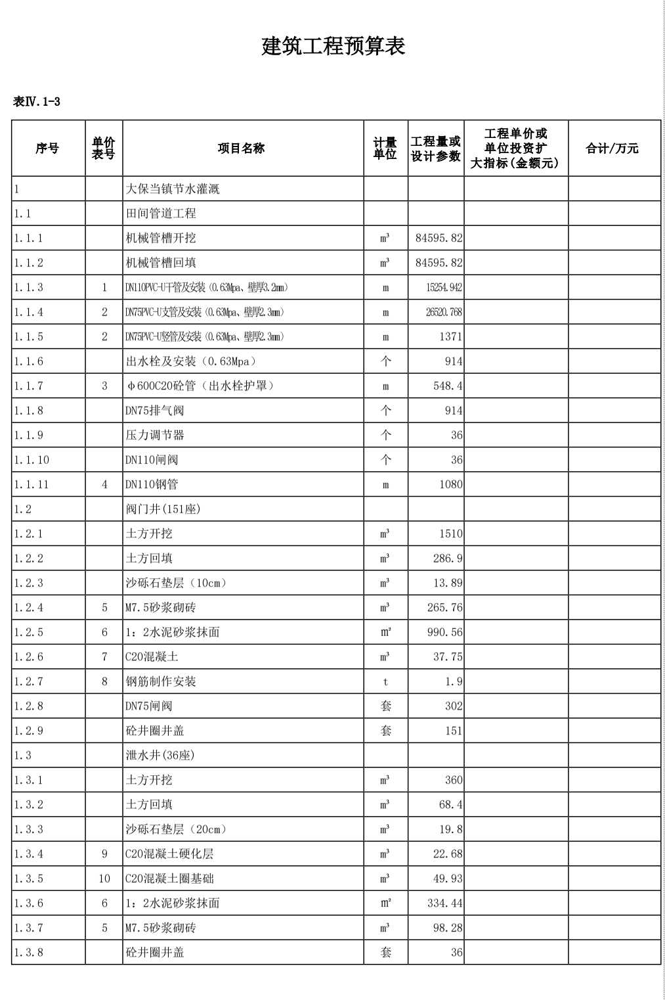 建筑工程预算表
表Ⅳ.1-3
序号 单价表号 项目名称 计量单位 工程量或设计参数 工程单价或单位投资扩大指标(金额元) 合计/万元
1 大保当镇节水灌溉
1.1 田间管道工程
1.1.1 机械管槽开挖 m³ 84595.82
1.1.2 机械管槽回填 m³ 84595.82
1.1.3 1 DN110PVC-U干管及安装（0.63Mpa、壁厚3.2mm） m 15254.942
1.1.4 2 DN75PVC-U支管及安装（0.63Mpa、壁厚2.3mm） m 26520.768
1.1.5 2 DN75PVC-U竖管及安装（0.63Mpa、壁厚2.3mm） m 1371
1.1.6 出水栓及安装（0.63Mpa） 个 914
1.1.7 3 φ600C20砼管（出水栓护罩） m 548.4
1.1.8 DN75排气阀 个 914
1.1.9 压力调节器 个 36
1.1.10 DN110闸阀 个 36
1.1.11 4 DN110钢管 m 1080
1.2 阀门井(151座)
1.2.1 土方开挖 m³ 1510
1.2.2 土方回填 m³ 286.9
1.2.3 沙砾石垫层（10cm） m³ 13.89
1.2.4 5 M7.5砂浆砌砖 m³ 265.76
1.2.5 6 1：2水泥砂浆抹面 m² 990.56
1.2.6 7 C20混凝土 m³ 37.75
1.2.7 8 钢筋制作安装 t 1.9
1.2.8 DN75闸阀 套 302
1.2.9 砼井圈井盖 套 151
1.3 泄水井(36座)
1.3.1 土方开挖 m³ 360
1.3.2 土方回填 m³ 68.4
1.3.3 沙砾石垫层（20cm） m³ 19.8
1.3.4 9 C20混凝土硬化层 m³ 22.68
1.3.5 10 C20混凝土圈基础 m³ 49.93
1.3.6 6 1：2水泥砂浆抹面 m² 334.44
1.3.7 5 M7.5砂浆砌砖 m³ 98.28
1.3.8 砼井圈井盖 套 36